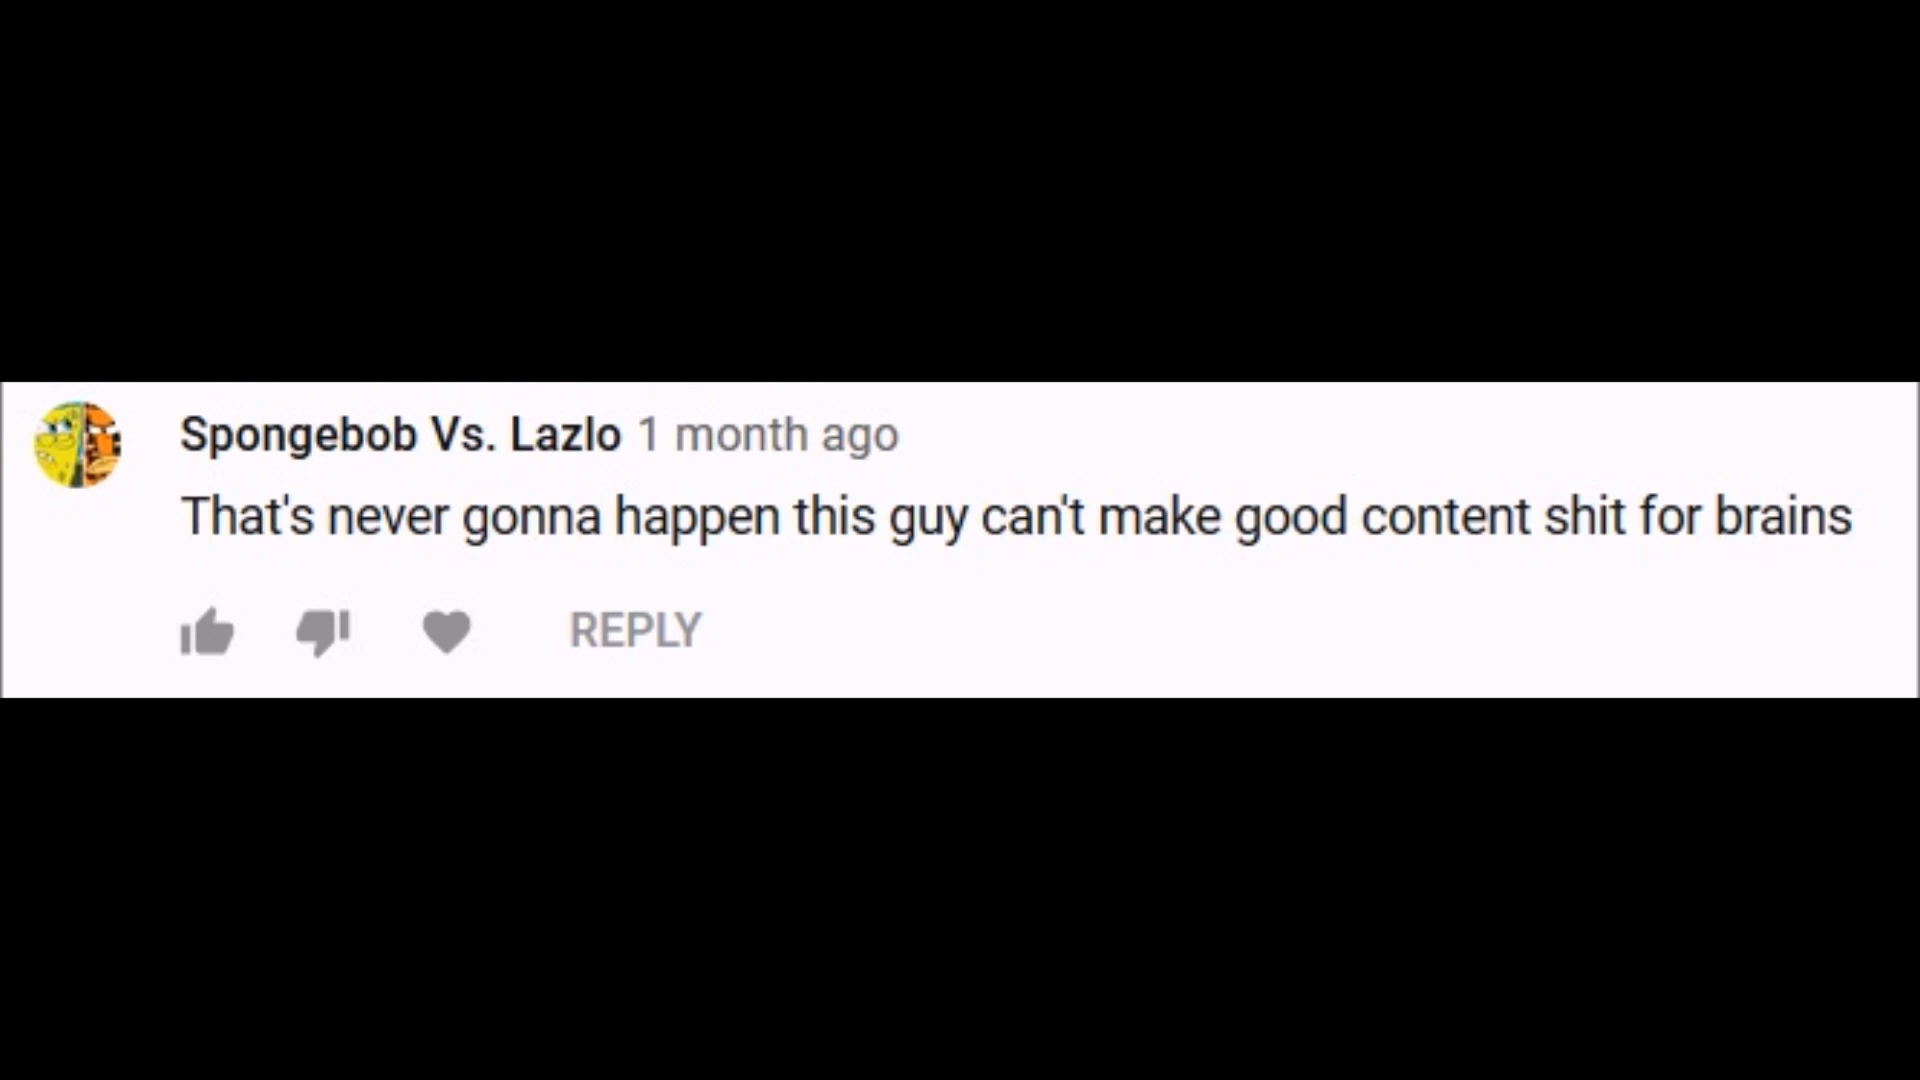 Spongebob Vs. Lazlo 1 month ago
That's never gonna happen this guy can't make good content shit for brains
REPLY